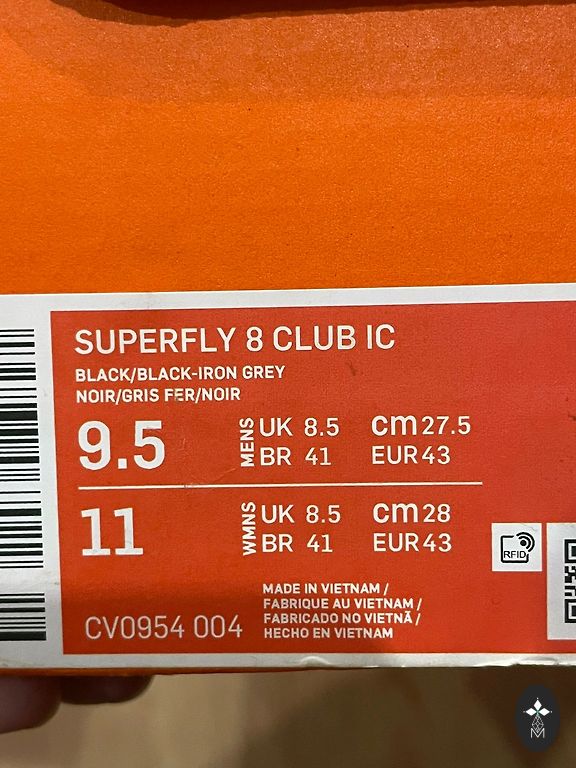 SUPERFLY 8 CLUB IC
BLACK/BLACK-IRON GREY
NOIR/GRIS FER/NOIR
9.5 MENS UK 8.5 cm 27.5
BR 41 EUR 43
11 WMNS UK 8.5 cm 28
BR 41 EUR 43
RFID
CV0954 004
MADE IN VIETNAM /
FABRIQUE AU VIETNAM /
FABRICADO NO VIETNÃ /
HECHO EN VIETNAM
M